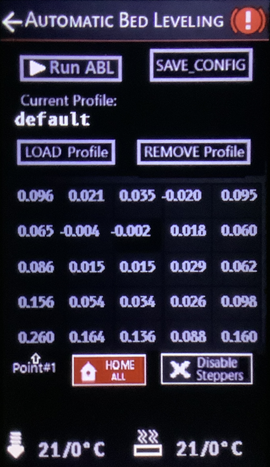 AUTOMATIC BED LEVELING
Run ABL SAVE_CONFIG
Current Profile:
default
LOAD Profile REMOVE Profile
0.096 0.021 0.035 -0.020 0.095
0.065 -0.004 -0.002 0.018 0.060
0.086 0.015 0.015 0.029 0.062
0.156 0.054 0.034 0.026 0.098
0.260 0.164 0.136 0.088 0.160
Point#1 HOME ALL Disable Steppers
21/0°C 21/0°C